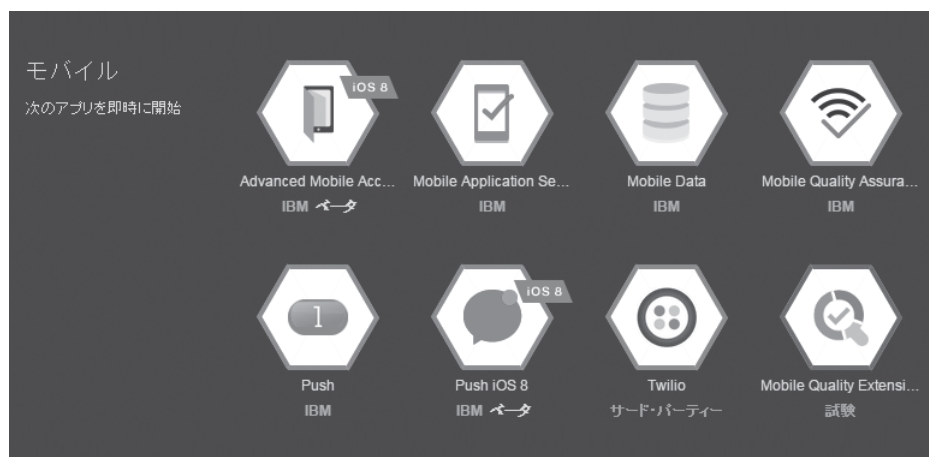 モバイル
次のアプリを即時に開始
iOS 8
Advanced Mobile Acc...
IBM ベータ
Mobile Application Se...
IBM
Mobile Data
IBM
Mobile Quality Assura...
IBM
1
Push
IBM
iOS 8
Push iOS 8
IBM ベータ
Twilio
サード・パーティー
Mobile Quality Extensi...
試験